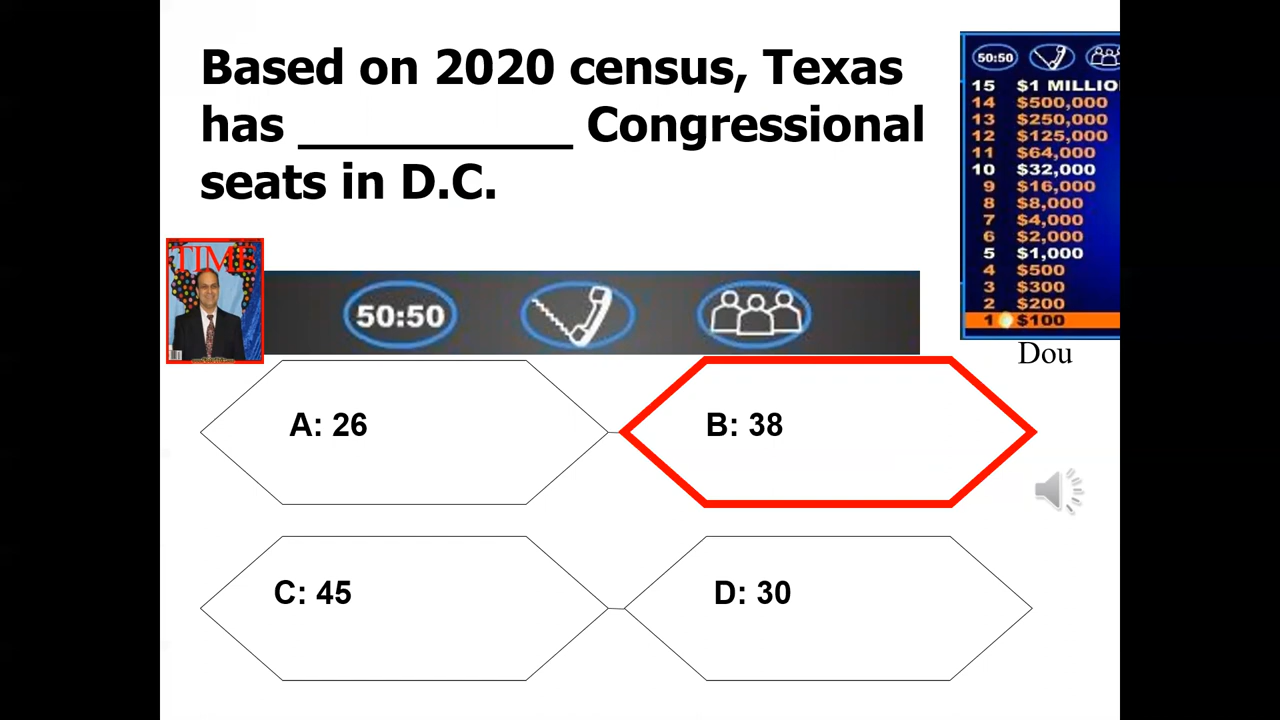 Based on 2020 census, Texas
has ___________ Congressional
seats in D.C.
50:50
15 $1 MILLIO
14 $500,000
13 $250,000
12 $125,000
11 $64,000
10 $32,000
9 $16,000
8 $8,000
7 $4,000
6 $2,000
5 $1,000
4 $500
3 $300
2 $200
1 $100
TIME
50:50
Dou
A: 26
B: 38
C: 45
D: 30